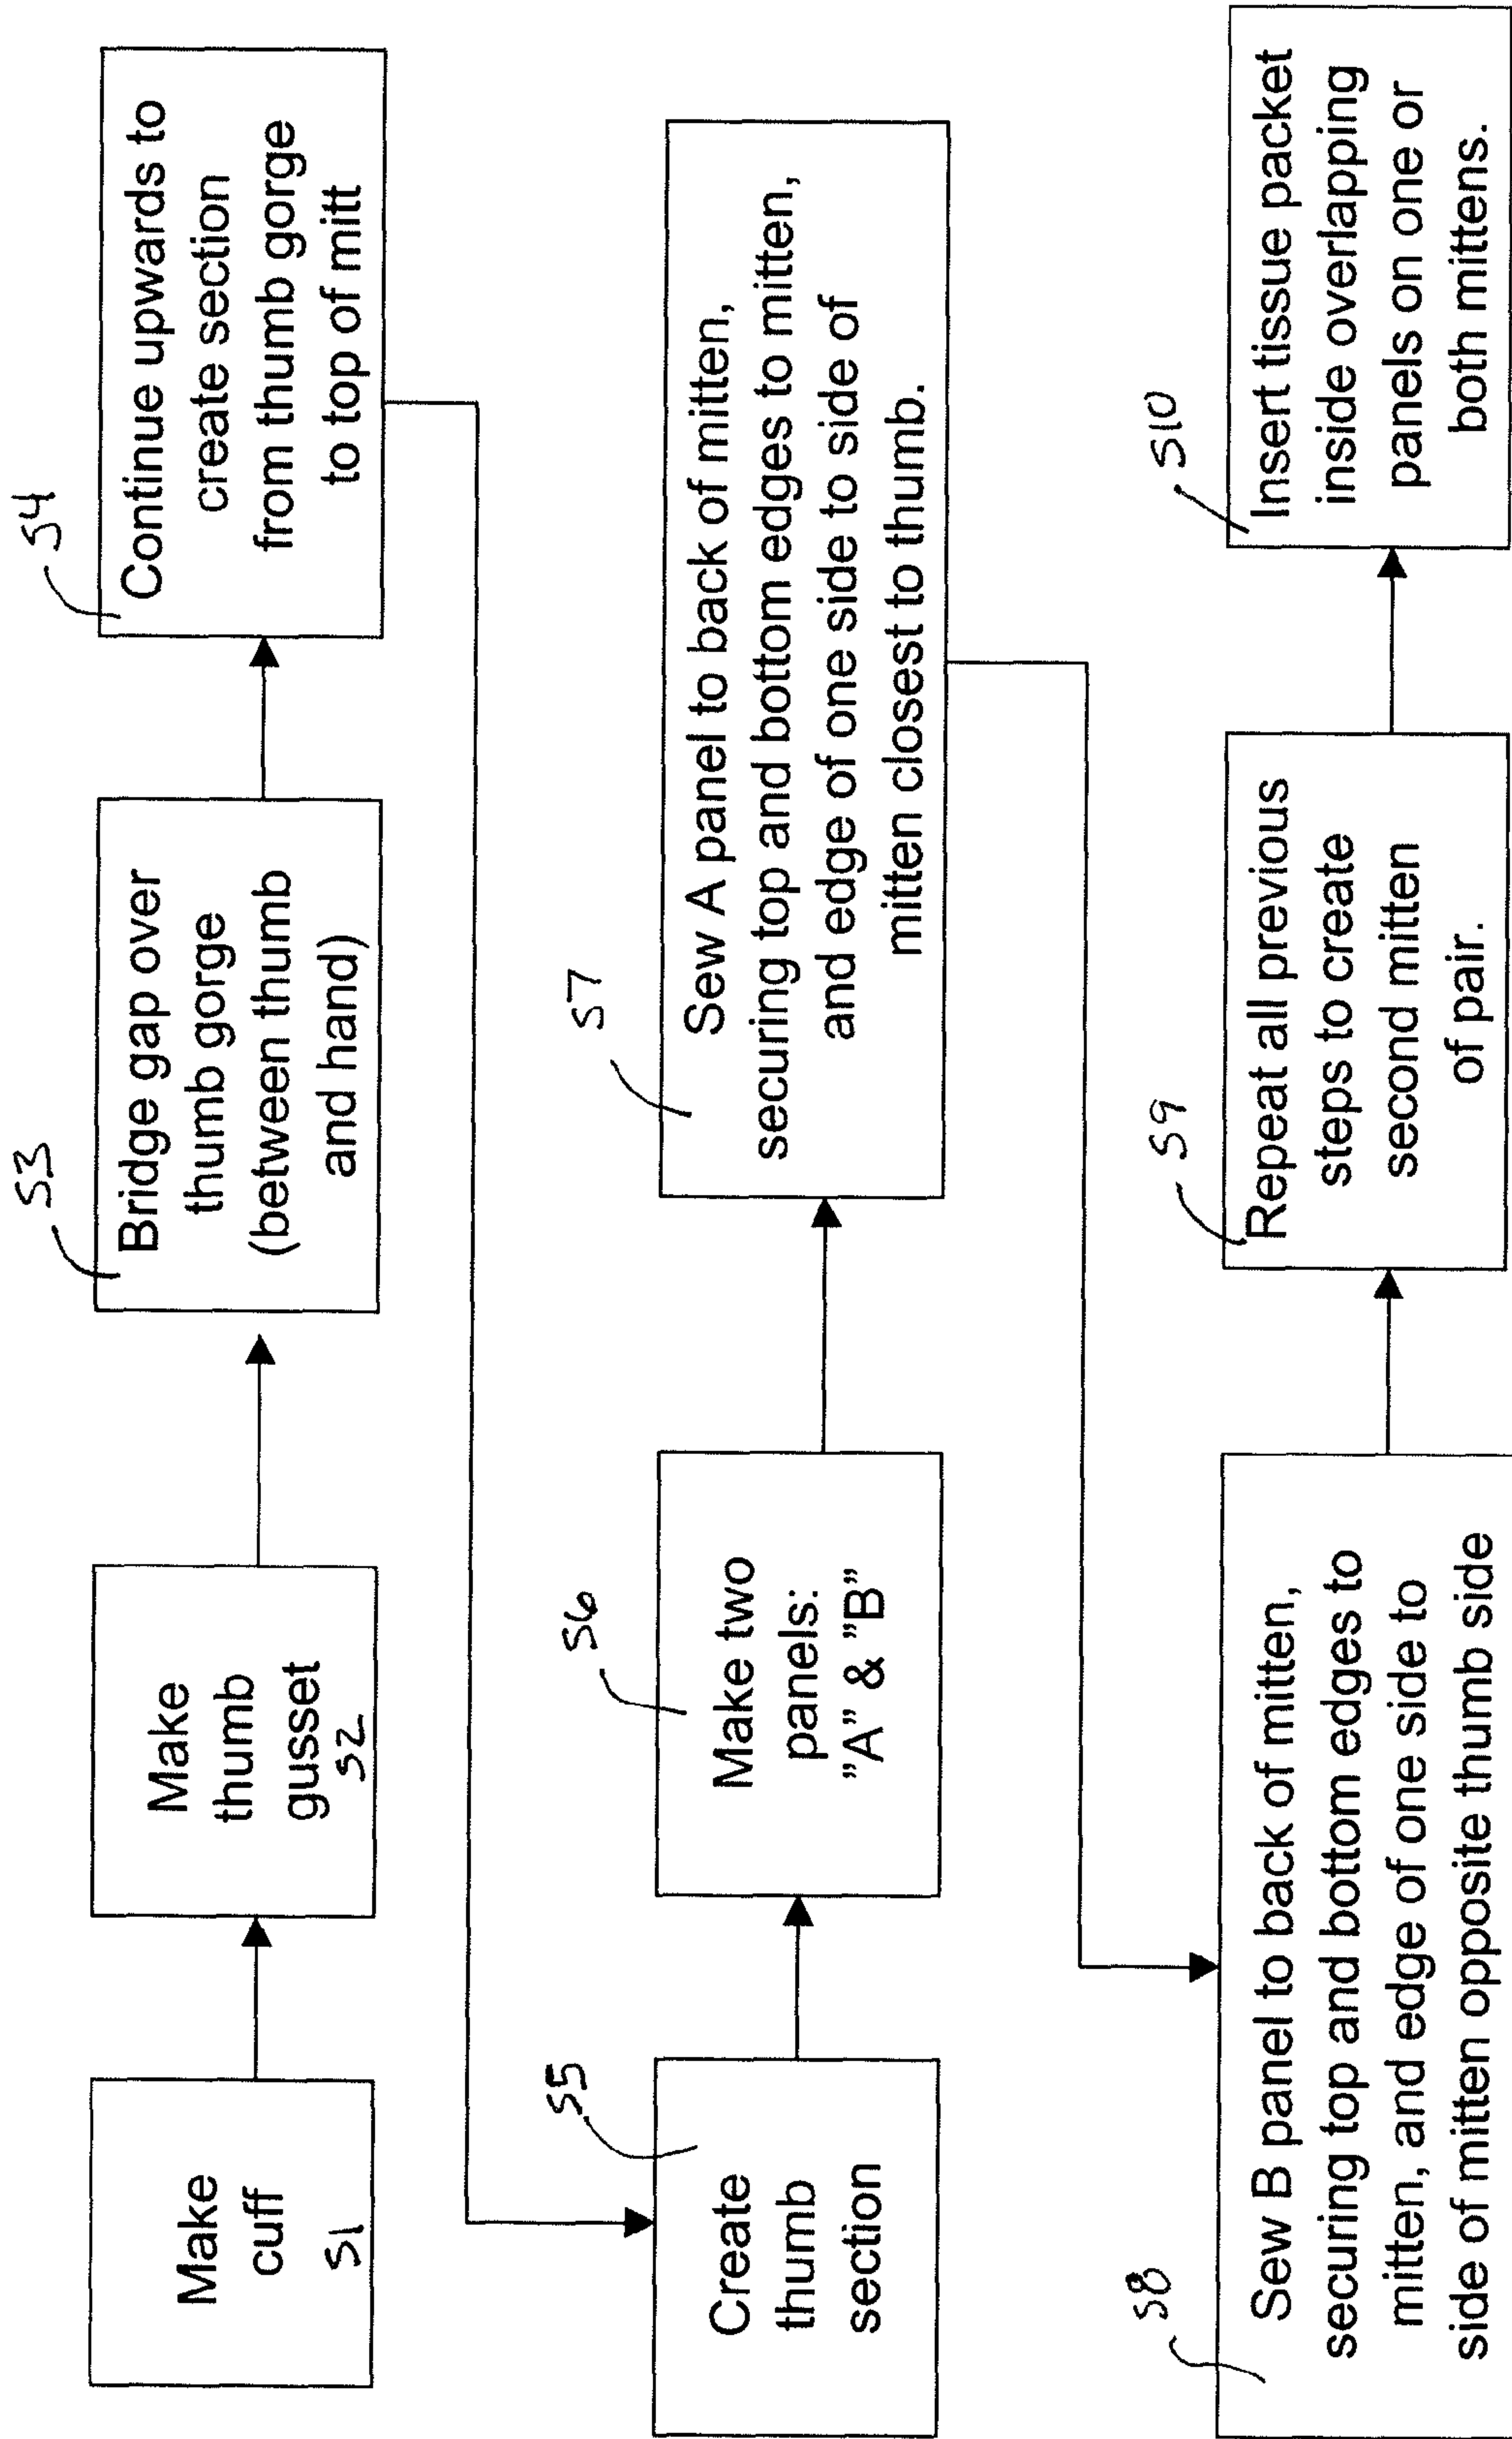 Make
cuff
S1
Make
thumb
gusset
S2
S3
Bridge gap over
thumb gorge
(between thumb
and hand)
S4
Continue upwards to
create section
from thumb gorge
to top of mitt
S5
Create
thumb
section
S6
Make two
panels:
"A" & "B"
S7
Sew A panel to back of mitten,
securing top and bottom edges to mitten,
and edge of one side to side of
mitten closest to thumb.
S8
Sew B panel to back of mitten,
securing top and bottom edges to
mitten, and edge of one side to
side of mitten opposite thumb side
S9
Repeat all previous
steps to create
second mitten
of pair.
S10
Insert tissue packet
inside overlapping
panels on one or
both mittens.